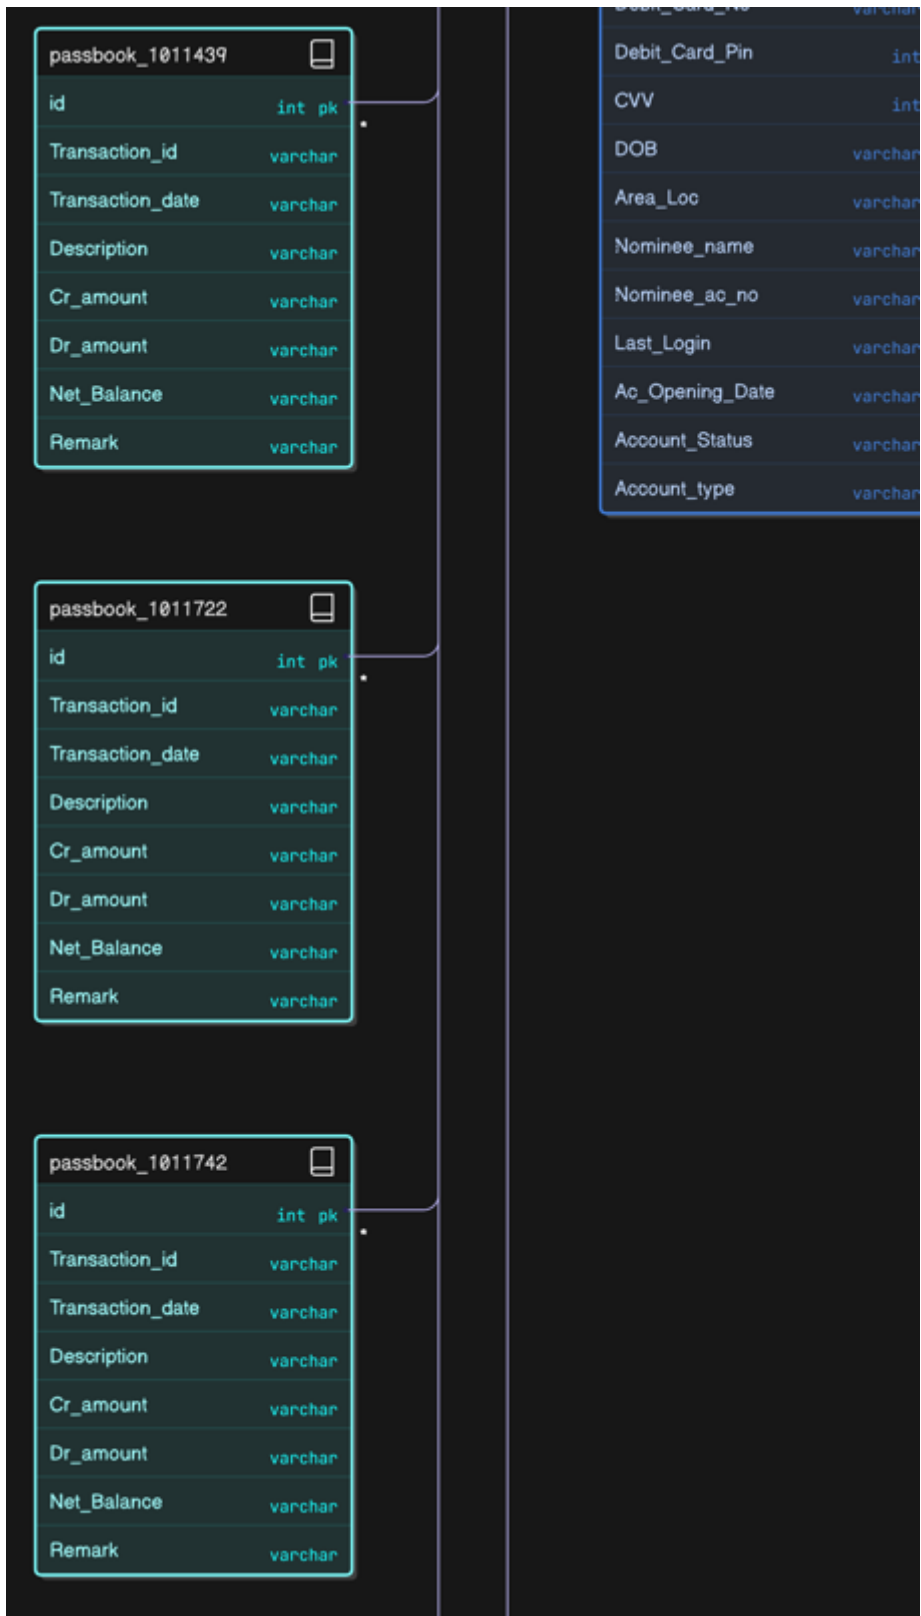 passbook_1011439
id int pk
Transaction_id varchar
Transaction_date varchar
Description varchar
Cr_amount varchar
Dr_amount varchar
Net_Balance varchar
Remark varchar
passbook_1011722
id int pk
Transaction_id varchar
Transaction_date varchar
Description varchar
Cr_amount varchar
Dr_amount varchar
Net_Balance varchar
Remark varchar
passbook_1011742
id int pk
Transaction_id varchar
Transaction_date varchar
Description varchar
Cr_amount varchar
Dr_amount varchar
Net_Balance varchar
Remark varchar
Debit_Card_No varchar
Debit_Card_Pin int
CVV int
DOB varchar
Area_Loc varchar
Nominee_name varchar
Nominee_ac_no varchar
Last_Login varchar
Ac_Opening_Date varchar
Account_Status varchar
Account_type varchar